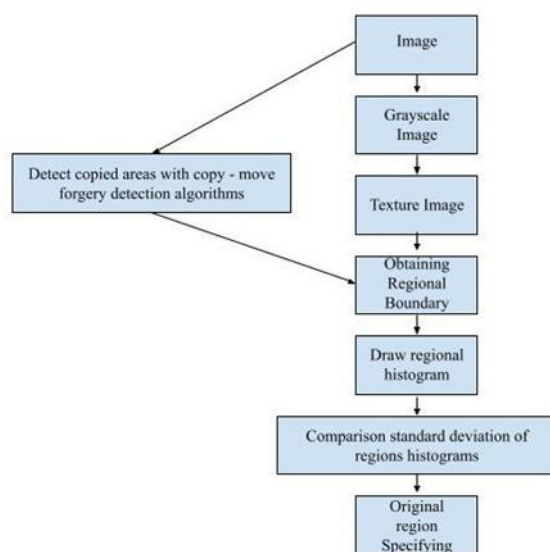 Image
Grayscale
Image
Detect copied areas with copy - move
forgery detection algorithms
Texture Image
Obtaining
Regional
Boundary
Draw regional
histogram
Comparison standard deviation of
regions histograms
Original
region
Specifying